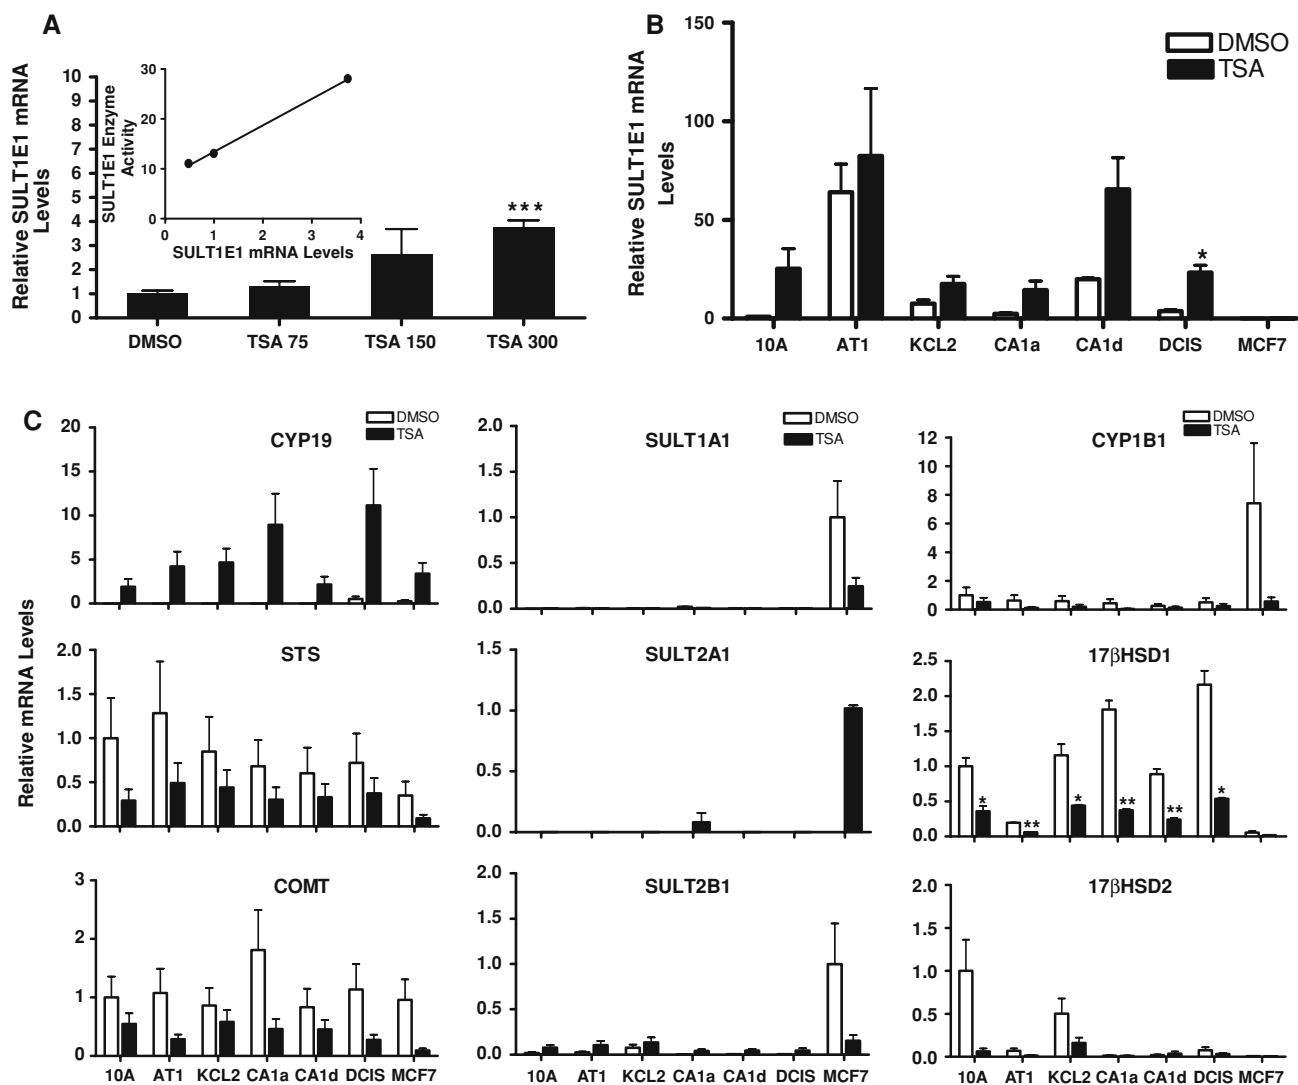 A
Relative SULT1E1 mRNA
Levels
10
9
8
7
6
5
4
3
2
1
0
SULT1E1 Enzyme
Activity
30
20
10
0
0 1 2 3 4
SULT1E1 mRNA Levels
***
DMSO TSA 75 TSA 150 TSA 300
B
Relative SULT1E1 mRNA
Levels
150
100
50
0
DMSO
TSA
*
10A AT1 KCL2 CA1a CA1d DCIS MCF7
C
Relative mRNA Levels
CYP19
DMSO
TSA
20
15
10
5
0
SULT1A1
DMSO
TSA
2.0
1.5
1.0
0.5
0.0
CYP1B1
DMSO
TSA
12
10
8
6
4
2
0
STS
2.0
1.5
1.0
0.5
0.0
SULT2A1
1.5
1.0
0.5
0.0
17βHSD1
2.5
2.0
1.5
1.0
0.5
0.0
* ** * ** ** *
COMT
3
2
1
0
10A AT1 KCL2 CA1a CA1d DCIS MCF7
SULT2B1
2.0
1.5
1.0
0.5
0.0
10A AT1 KCL2 CA1a CA1d DCIS MCF7
17βHSD2
2.0
1.5
1.0
0.5
0.0
10A AT1 KCL2 CA1a CA1d DCIS MCF7